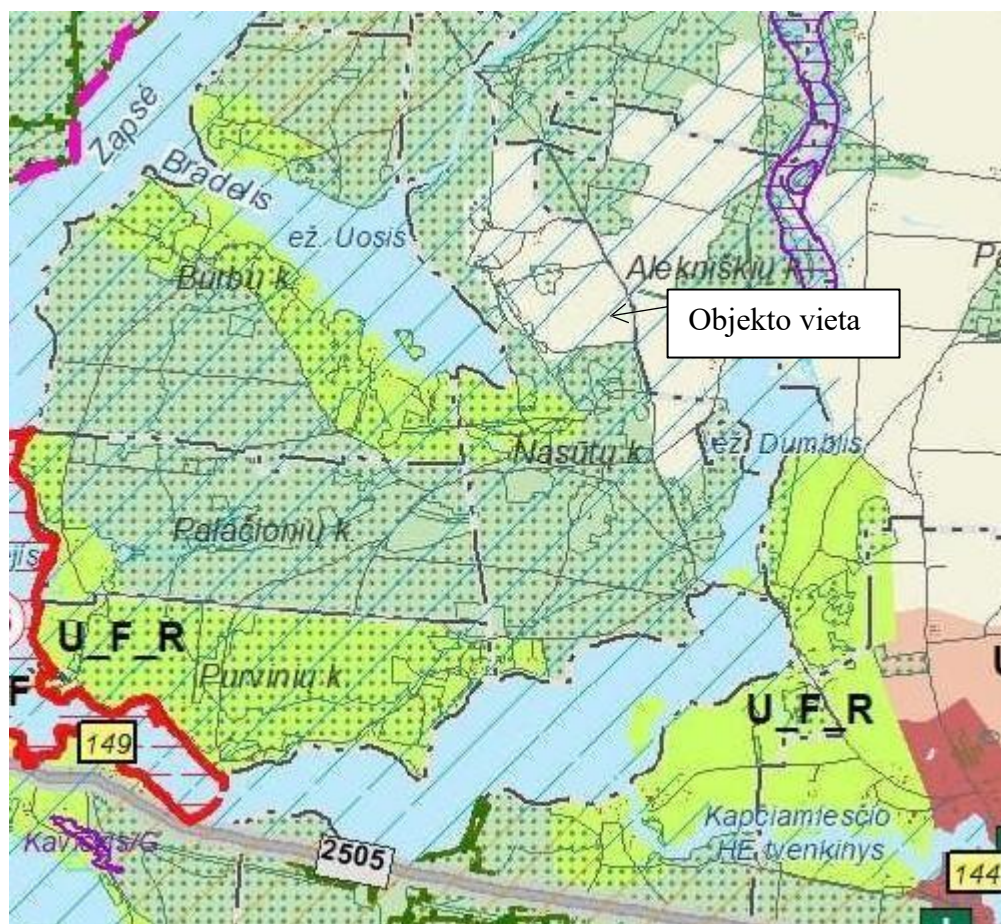 Zapsė
Bradelis
ež. Uosis
Burbų k.
Alekniškių k.
Objekto vieta
Nasūtų k.
ež. Dumblis
Palačionių k.
U_F_R
Purvinių k.
U_F_R
149
Kapčiamiesčio
HE tvenkinys
2505
144